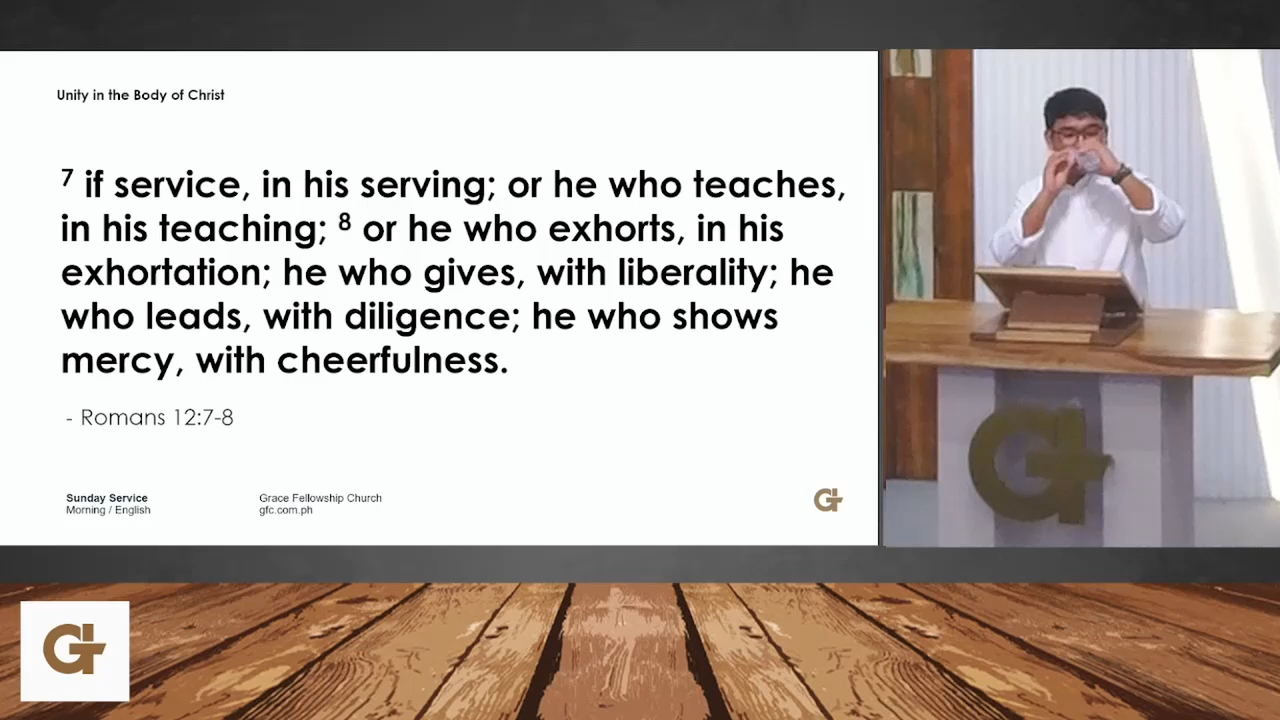 Unity in the Body of Christ
⁷ if service, in his serving; or he who teaches,
in his teaching; ⁸ or he who exhorts, in his
exhortation; he who gives, with liberality; he
who leads, with diligence; he who shows
mercy, with cheerfulness.
- Romans 12:7-8
Sunday Service
Morning / English
Grace Fellowship Church
gfc.com.ph